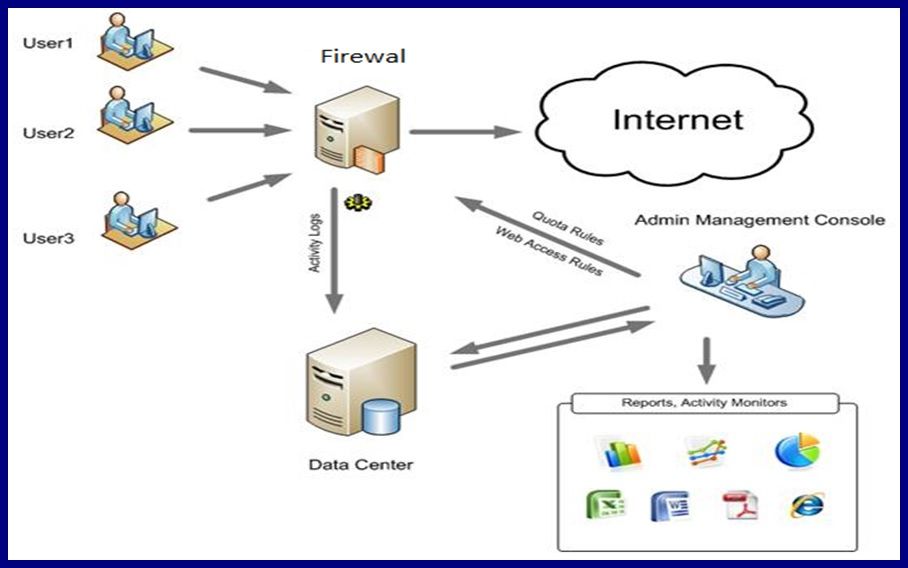 User1
Firewal
Internet
User2
User3
Activity Logs
Quota Rules
Web Access Rules
Admin Management Console
Reports, Activity Monitors
Data Center